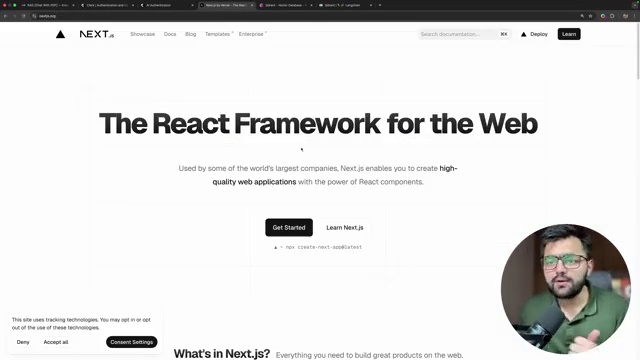 nextjs.org
NEXT.JS
Showcase
Docs
Blog
Templates
Enterprise
Search documentation...
⌘K
▲ Deploy
Learn
The React Framework for the Web
Used by some of the world's largest companies, Next.js enables you to create high-
quality web applications with the power of React components.
Get Started
Learn Next.js
▲ ~ npx create-next-app@latest
This site uses tracking technologies. You may opt in or
opt out of the use of these technologies.
Deny
Accept all
Consent Settings
What's in Next.js? Everything you need to build great products on the web.